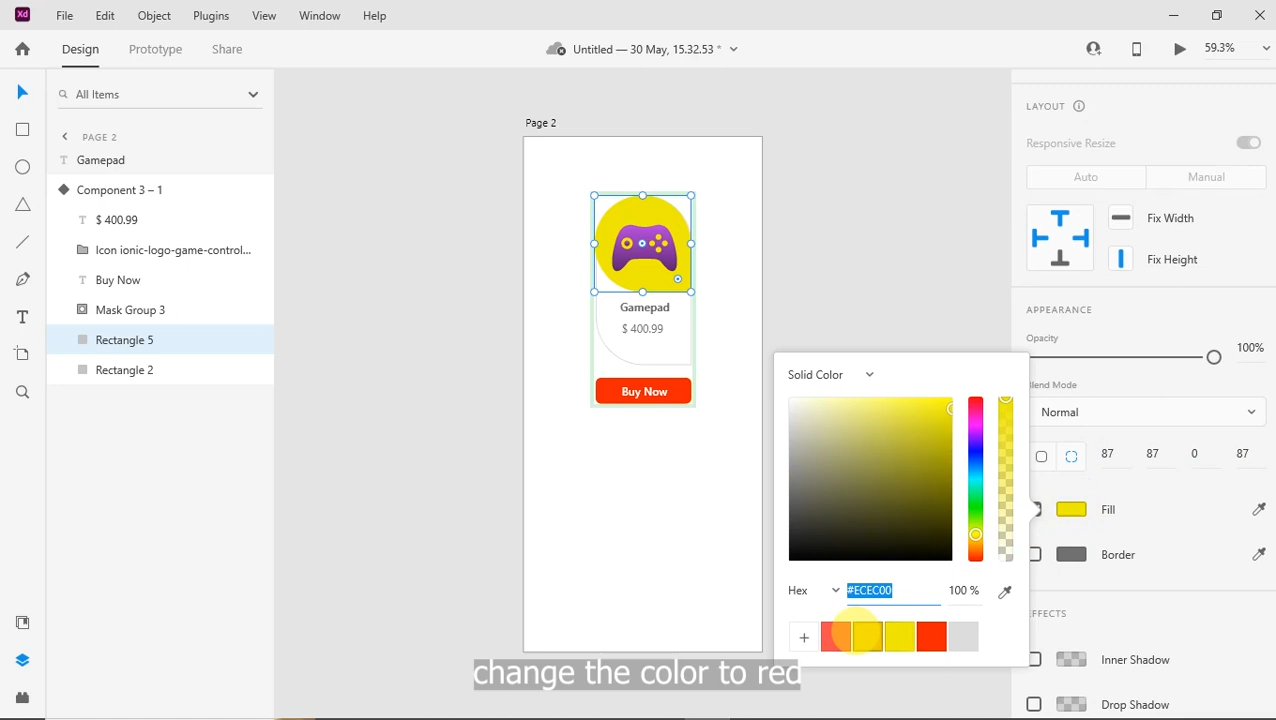 Xd File Edit Object Plugins View Window Help
Design Prototype Share
Untitled — 30 May, 15.32.53 *
59.3%
All Items
PAGE 2
Gamepad
Component 3 – 1
$ 400.99
Icon ionic-logo-game-control...
Buy Now
Mask Group 3
Rectangle 5
Rectangle 2
Page 2
Gamepad
$ 400.99
Buy Now
Solid Color
Hex #ECEC00 100 %
LAYOUT
Responsive Resize
Auto Manual
Fix Width
Fix Height
APPEARANCE
Opacity
100%
Blend Mode
Normal
87 87 0 87
Fill
Border
EFFECTS
Inner Shadow
Drop Shadow
change the color to red